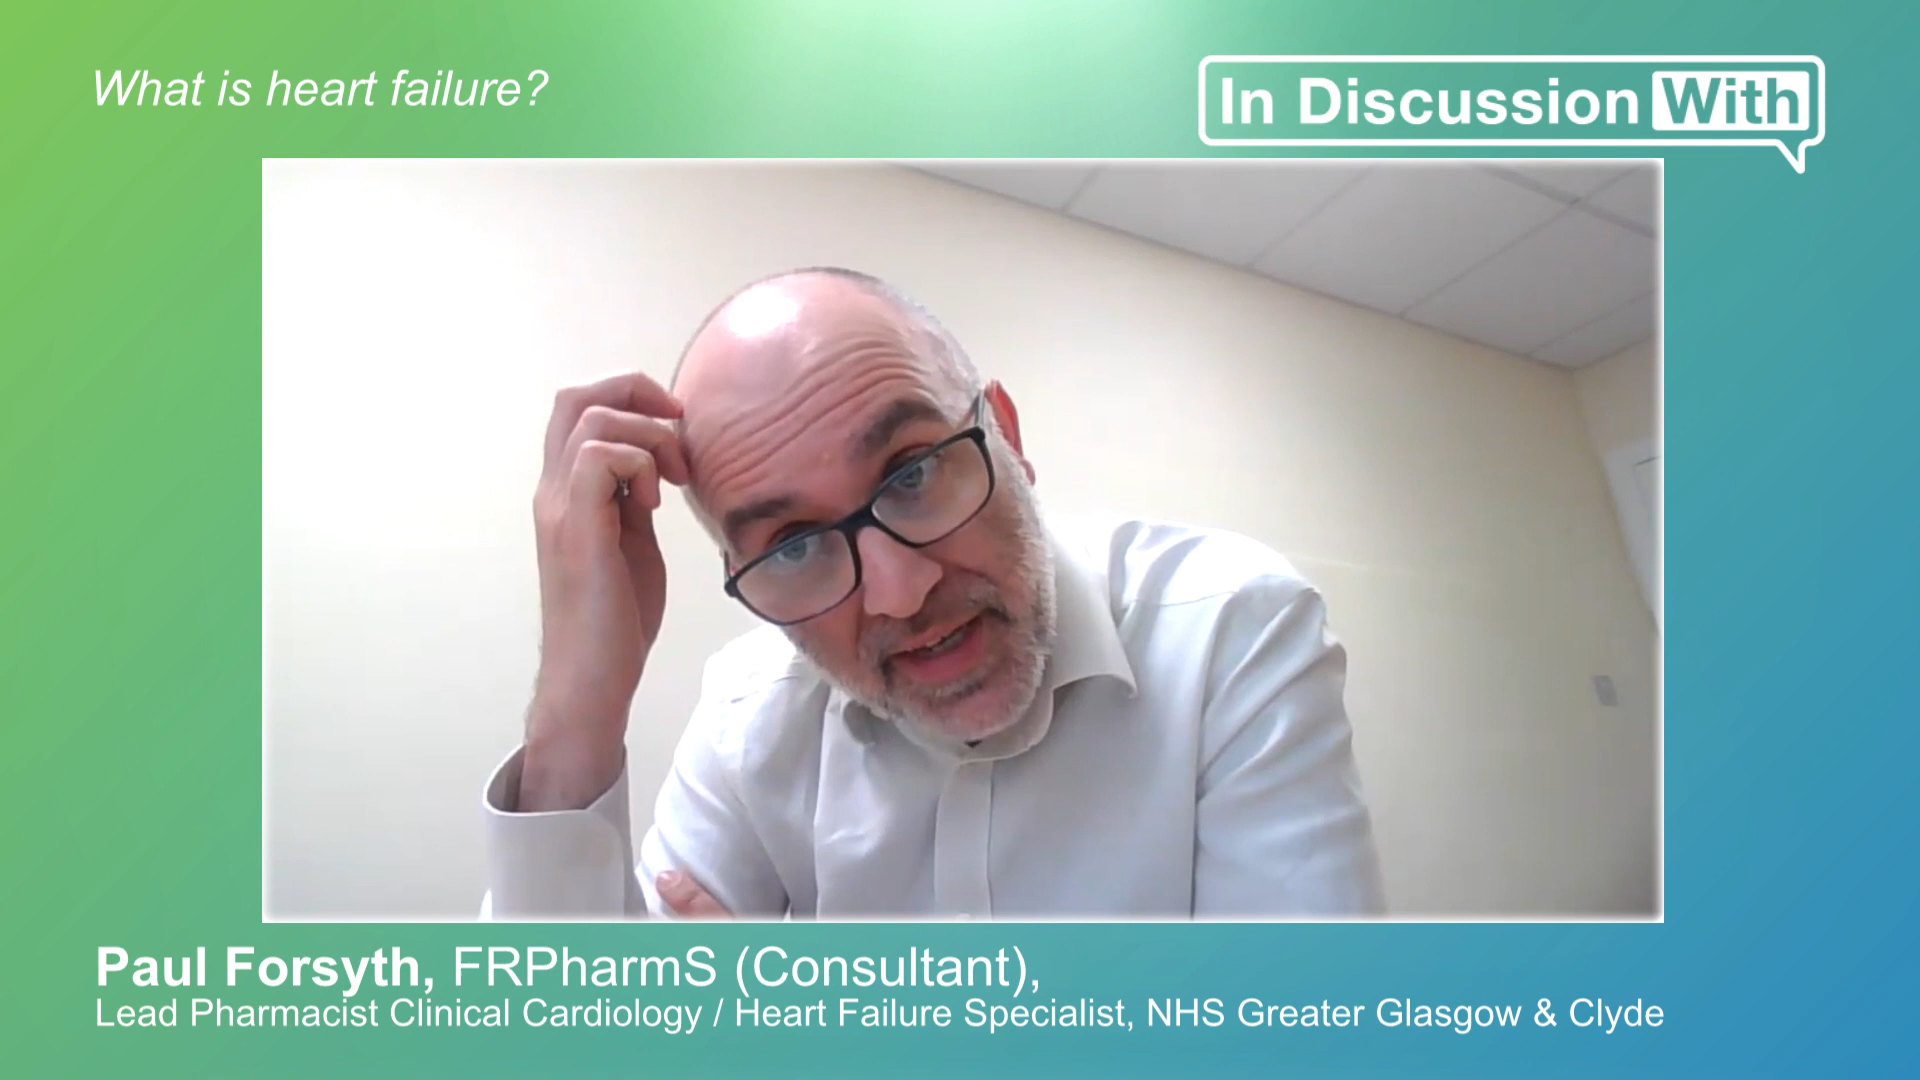 What is heart failure?
In Discussion With
Paul Forsyth, FRPharmS (Consultant),
Lead Pharmacist Clinical Cardiology / Heart Failure Specialist, NHS Greater Glasgow & Clyde